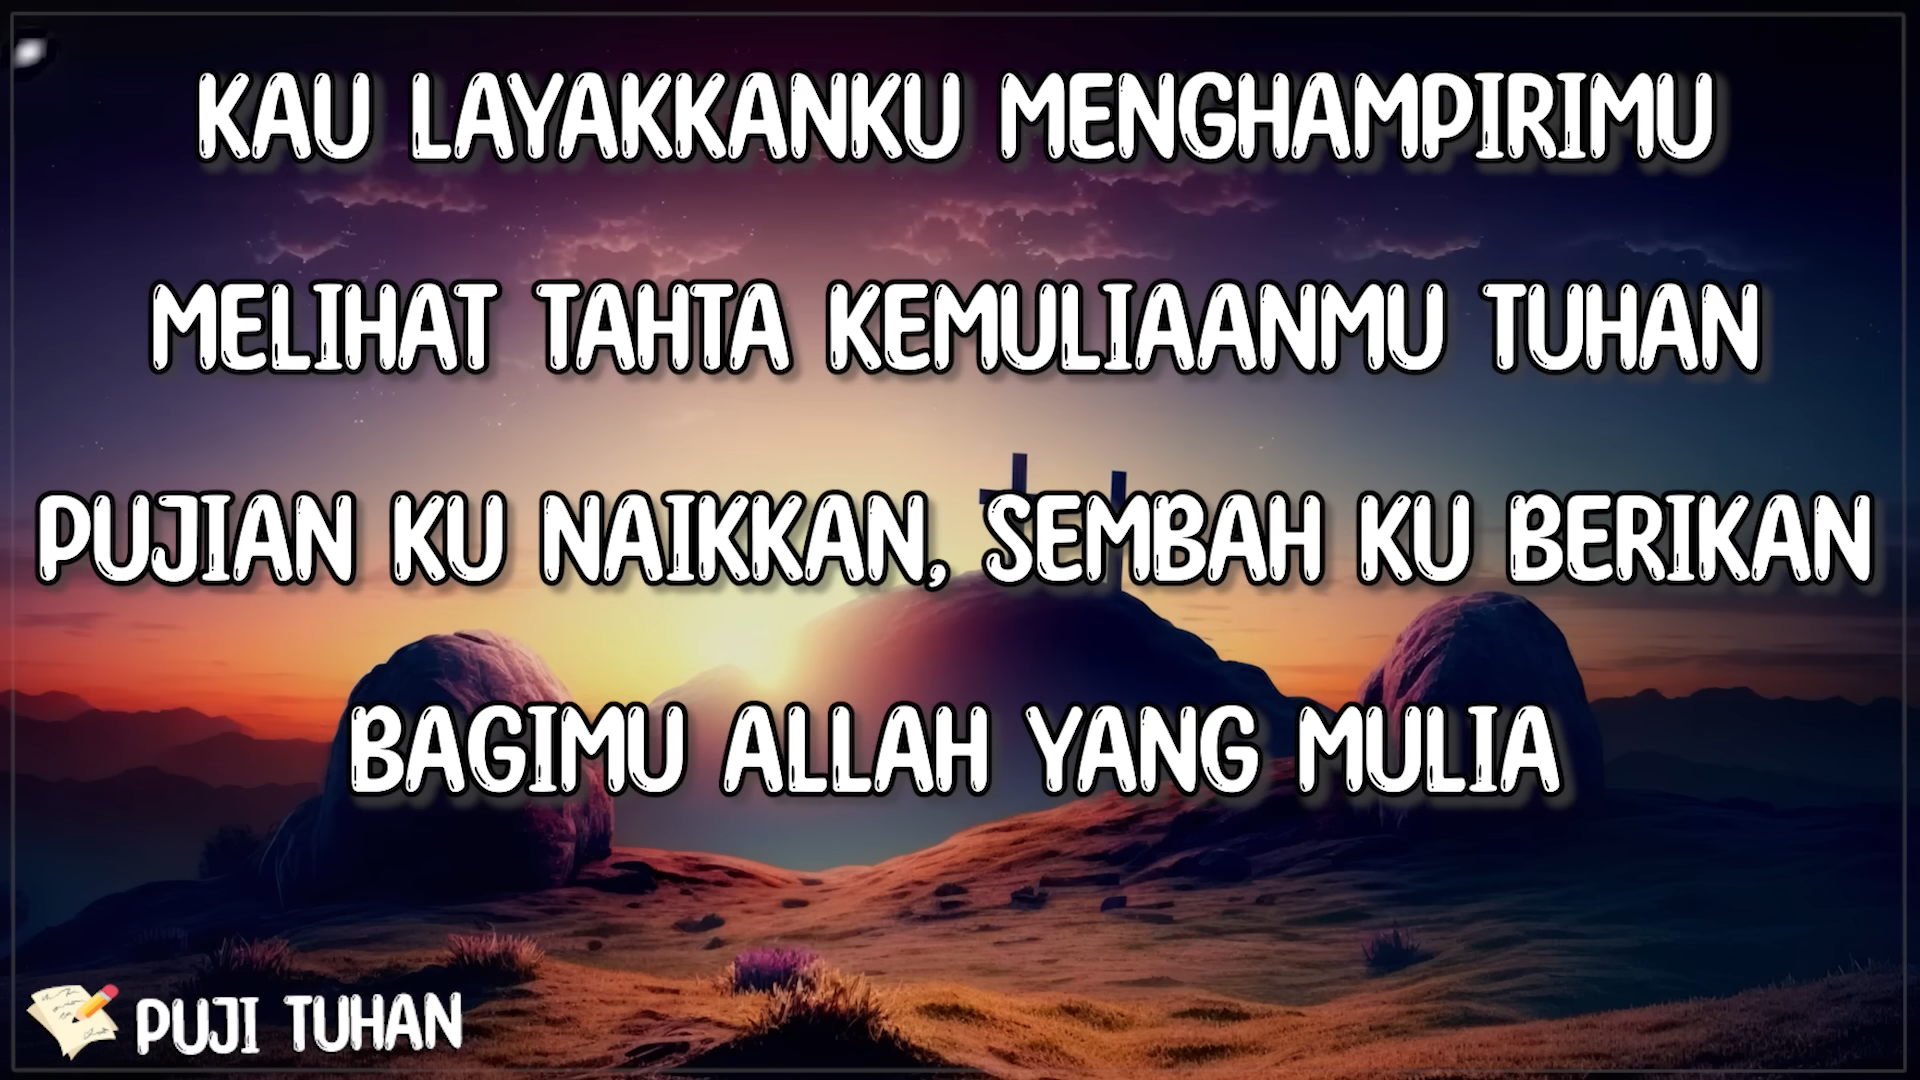 KAU LAYAKKANKU MENGHAMPIRIMU
MELIHAT TAHTA KEMULIAANMU TUHAN
PUJIAN KU NAIKKAN, SEMBAH KU BERIKAN
BAGIMU ALLAH YANG MULIA
PUJI TUHAN